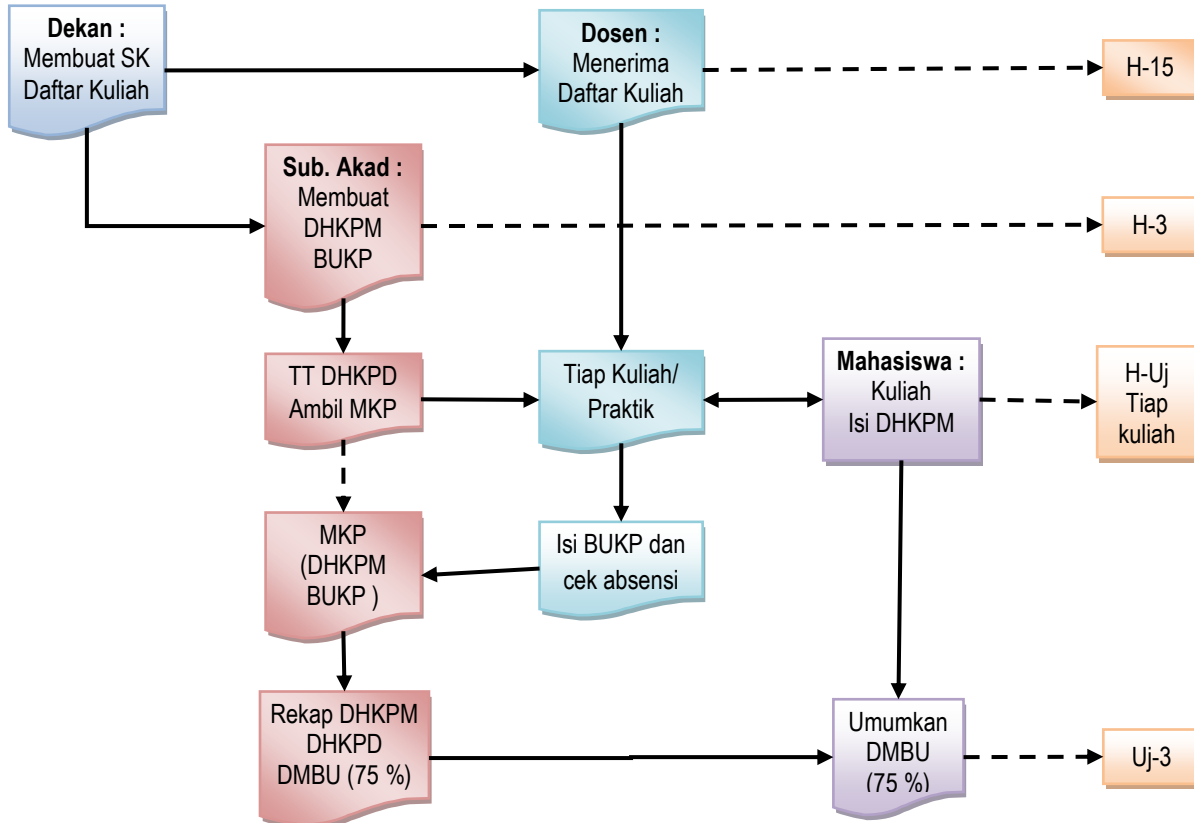 Dekan :
Membuat SK
Daftar Kuliah
Dosen :
Menerima
Daftar Kuliah
H-15
Sub. Akad :
Membuat
DHKPM
BUKP
H-3
TT DHKPD
Ambil MKP
Tiap Kuliah/
Praktik
Mahasiswa :
Kuliah
Isi DHKPM
H-Uj
Tiap
kuliah
MKP
(DHKPM
BUKP )
Isi BUKP dan
cek absensi
Rekap DHKPM
DHKPD
DMBU (75 %)
Umumkan
DMBU
(75 %)
Uj-3